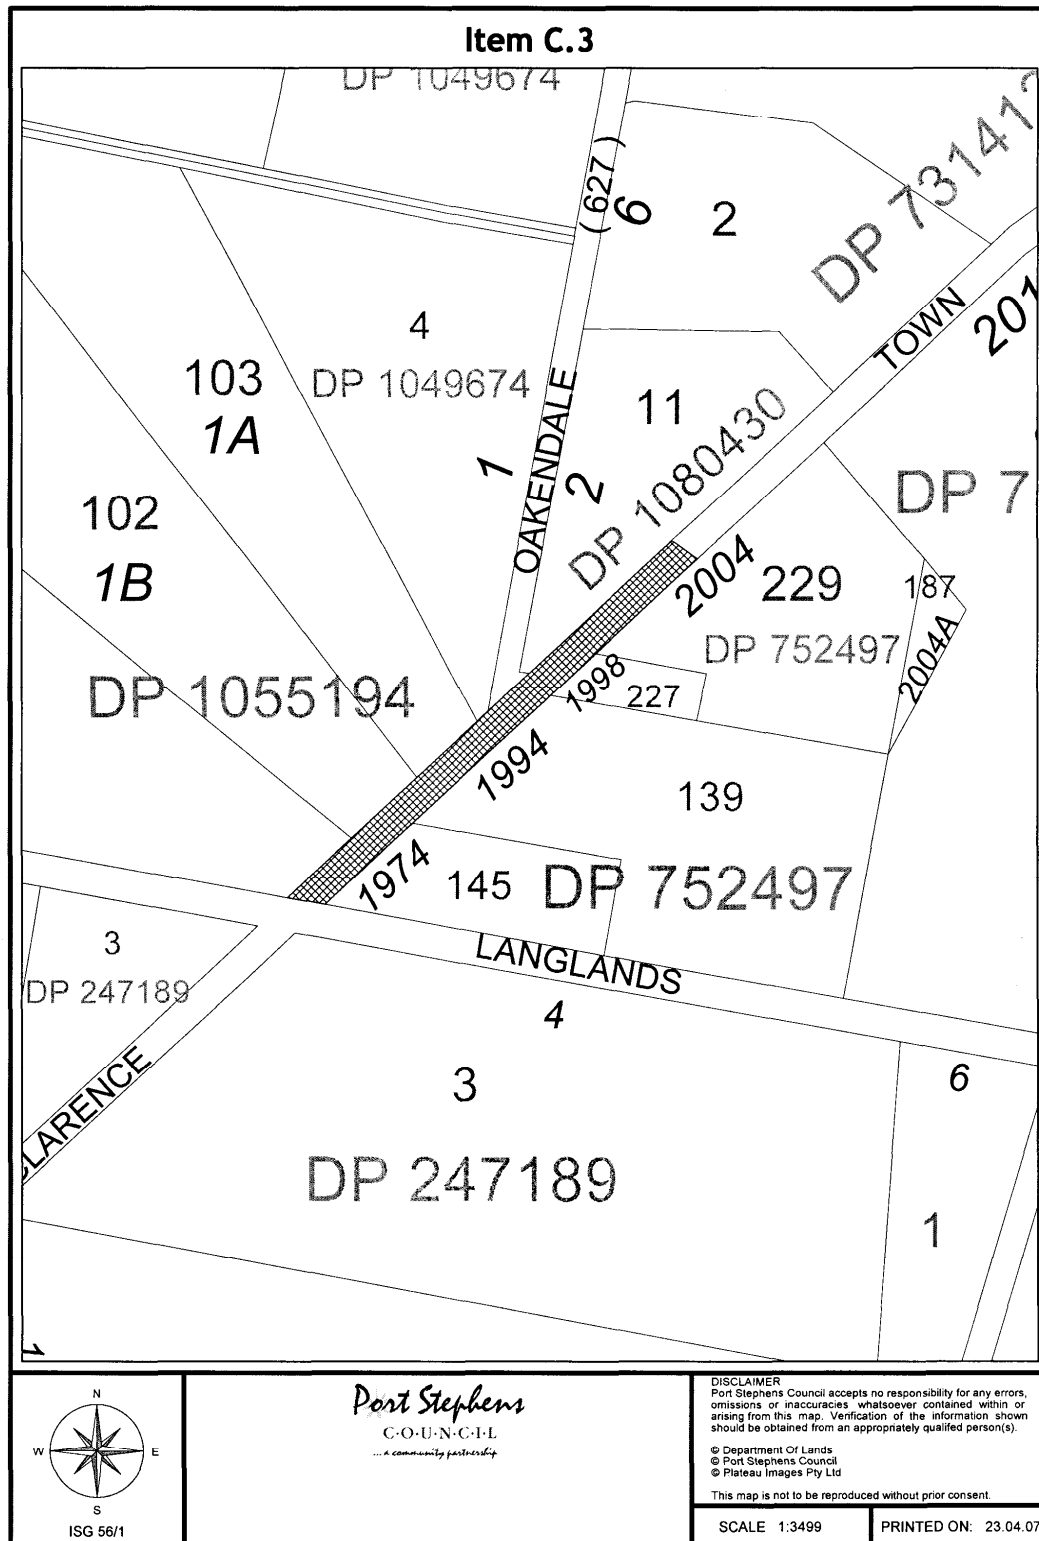 Item C.3
DP 1049674
( 627 )
6
2
DP 731413
4
DP 1049674
103
1A
TOWN
201
OAKENDALE
1
2
11
DP 1080430
102
1B
DP 7
2004
229
187
DP 752497
2004A
1998
227
DP 1055194
1994
139
1974
145
DP 752497
3
DP 247189
LANGLANDS
4
6
CLARENCE
3
DP 247189
1
1
N
W
E
S
ISG 56/1
Port Stephens
C·O·U·N·C·I·L
... a community partnership
DISCLAIMER
Port Stephens Council accepts no responsibility for any errors,
omissions or inaccuracies whatsoever contained within or
arising from this map. Verification of the information shown
should be obtained from an appropriately qualifed person(s).
© Department Of Lands
© Port Stephens Council
© Plateau Images Pty Ltd
This map is not to be reproduced without prior consent.
SCALE 1:3499
PRINTED ON: 23.04.07